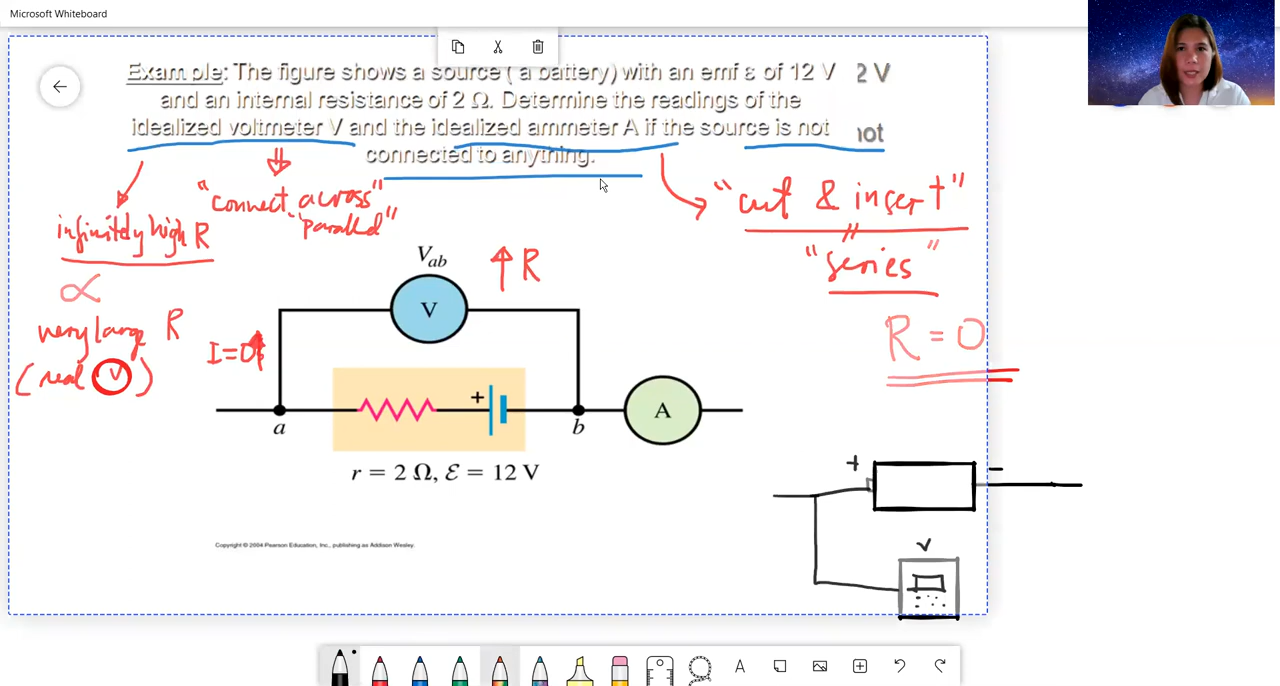 Microsoft Whiteboard
Example: The figure shows a source ( a battery) with an emf ε of 12 V
2 V
and an internal resistance of 2 Ω. Determine the readings of the
idealized voltmeter V and the idealized ammeter A if the source is not
not
connected to anything.
"connect across"
"parallel"
infinitely high R
∝
very large R
(real V)
"cut & insert"
"series"
R = 0
↑ R
I=0
V_ab
V
+
A
a
b
r = 2 Ω, ℰ = 12 V
+
−
V
Copyright © 2004 Pearson Education, Inc., publishing as Addison Wesley.
A